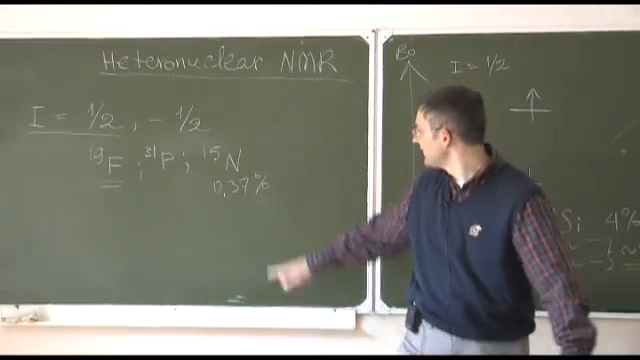 Heteronuclear NMR
I = 1/2, - 1/2
¹⁹F ; ³¹P ; ¹⁵N
0,37%
B₀
I = 1/2
Si 4%